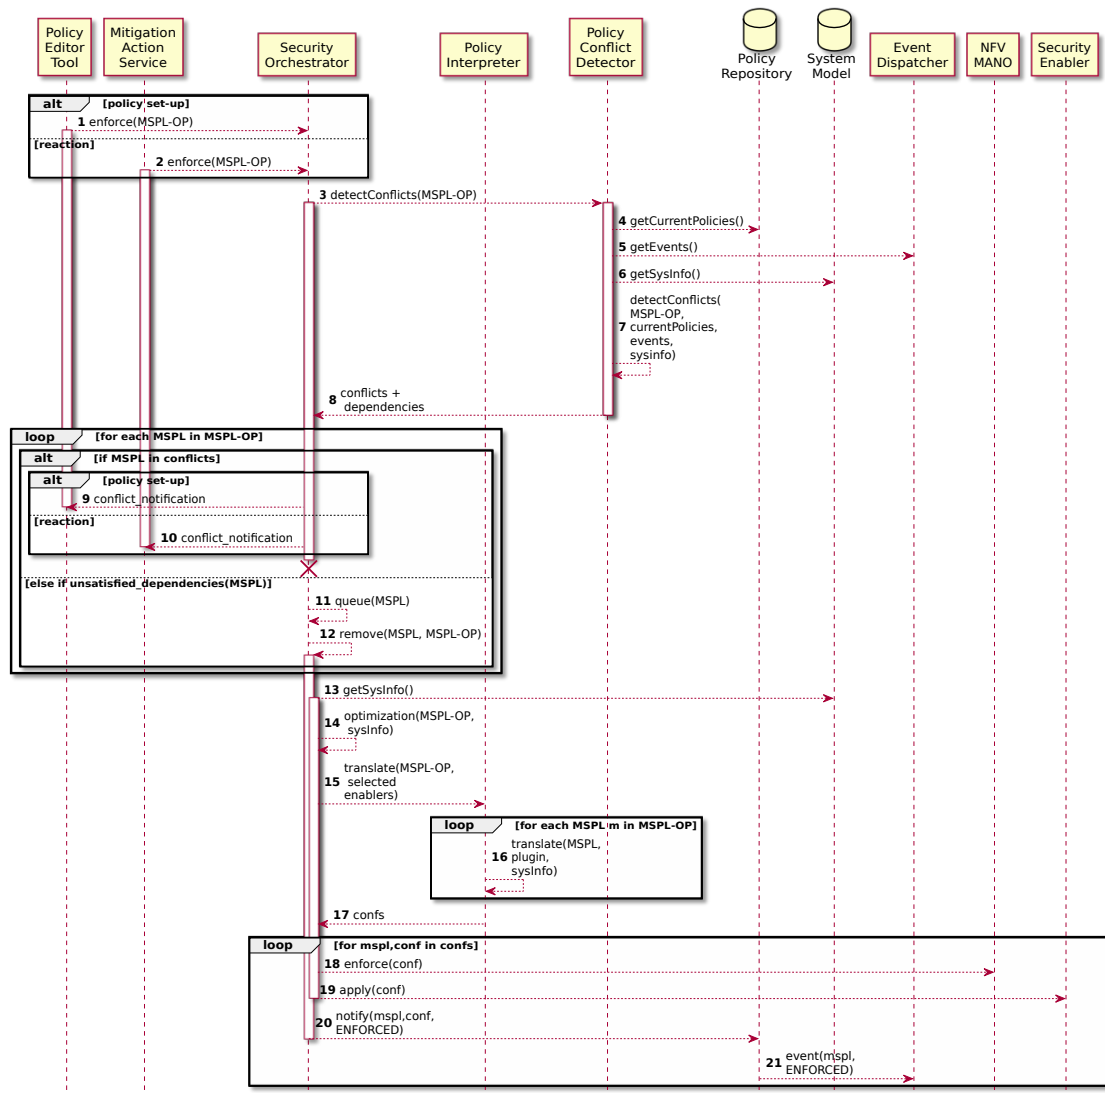 Policy
Editor
Tool
Mitigation
Action
Service
Security
Orchestrator
Policy
Interpreter
Policy
Conflict
Detector
Policy
Repository
System
Model
Event
Dispatcher
NFV
MANO
Security
Enabler
alt [policy set-up]
1 enforce(MSPL-OP)
[reaction]
2 enforce(MSPL-OP)
3 detectConflicts(MSPL-OP)
4 getCurrentPolicies()
5 getEvents()
6 getSysInfo()
detectConflicts(
MSPL-OP,
7 currentPolicies,
events,
sysinfo)
8 conflicts +
dependencies
loop [for each MSPL in MSPL-OP]
alt [if MSPL in conflicts]
alt [policy set-up]
9 conflict_notification
[reaction]
10 conflict_notification
[else if unsatisfied_dependencies(MSPL)]
11 queue(MSPL)
12 remove(MSPL, MSPL-OP)
13 getSysInfo()
14 optimization(MSPL-OP,
sysInfo)
translate(MSPL-OP,
15 selected
enablers)
loop [for each MSPL m in MSPL-OP]
translate(MSPL,
16 plugin,
sysInfo)
17 confs
loop [for mspl,conf in confs]
18 enforce(conf)
19 apply(conf)
20 notify(mspl,conf,
ENFORCED)
21 event(mspl,
ENFORCED)